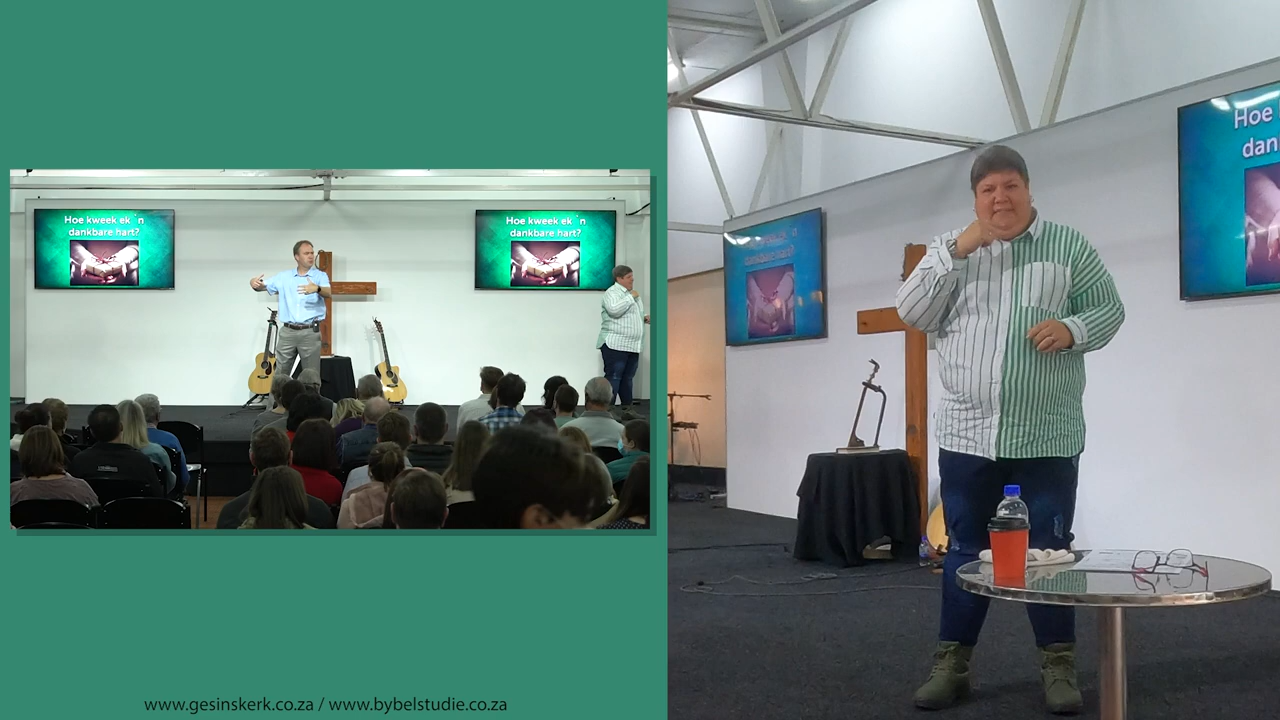 Hoe kweek ek `n
dankbare hart?
Hoe kweek ek `n
dankbare hart?
Hoe
dan
www.gesinskerk.co.za / www.bybelstudie.co.za